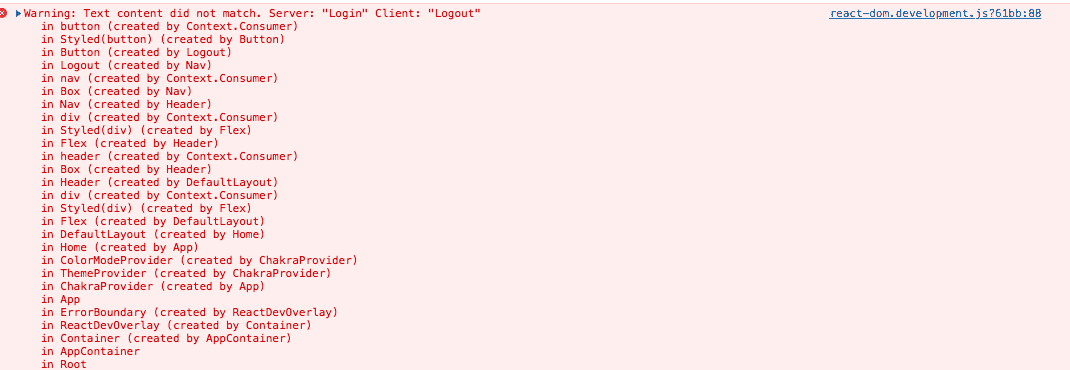 Warning: Text content did not match. Server: "Login" Client: "Logout" react-dom.development.js?61bb:88
in button (created by Context.Consumer)
in Styled(button) (created by Button)
in Button (created by Logout)
in Logout (created by Nav)
in nav (created by Context.Consumer)
in Box (created by Nav)
in Nav (created by Header)
in div (created by Context.Consumer)
in Styled(div) (created by Flex)
in Flex (created by Header)
in header (created by Context.Consumer)
in Box (created by Header)
in Header (created by DefaultLayout)
in div (created by Context.Consumer)
in Styled(div) (created by Flex)
in Flex (created by DefaultLayout)
in DefaultLayout (created by Home)
in Home (created by App)
in ColorModeProvider (created by ChakraProvider)
in ThemeProvider (created by ChakraProvider)
in ChakraProvider (created by App)
in App
in ErrorBoundary (created by ReactDevOverlay)
in ReactDevOverlay (created by Container)
in Container (created by AppContainer)
in AppContainer
in Root